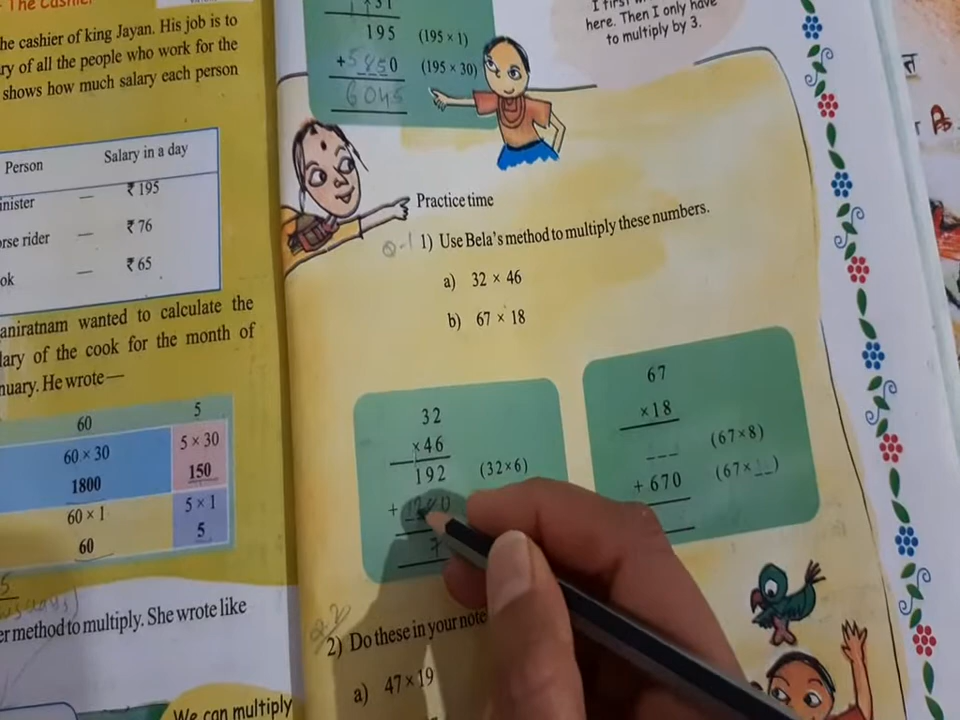 The Cashier
he cashier of king Jayan. His job is to
ry of all the people who work for the
shows how much salary each person
Person Salary in a day
inister — ₹ 195
rse rider — ₹ 76
ok — ₹ 65
aniratnam wanted to calculate the
lary of the cook for the month of
nuary. He wrote—
60 5
60 × 30 5 × 30
1800 150
60 × 1 5 × 1
60 5
er method to multiply. She wrote like
We can multiply
×31
195 (195 × 1)
+5850 (195 × 30)
6045
I first
here. Then I only have
to multiply by 3.
Practice time
Q-1 1) Use Bela's method to multiply these numbers.
a) 32 × 46
b) 67 × 18
32
×46
192 (32×6)
+
7
67
×18
_ _ _ (67×8)
+ 670 (67×_ _)
2) Do these in your note
a) 47 × 19